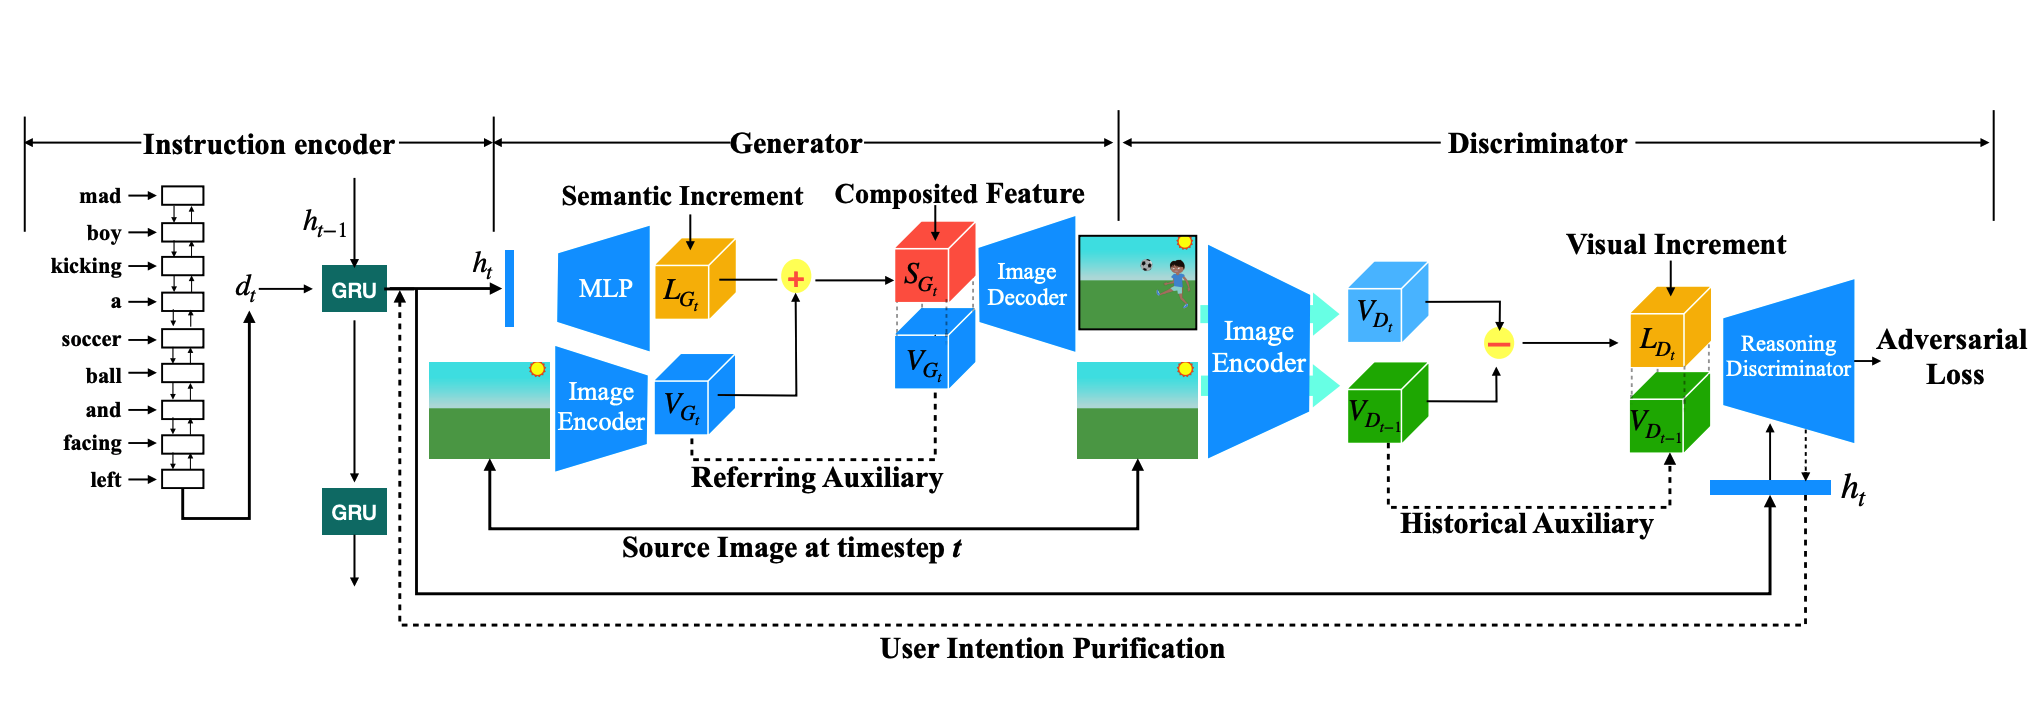 Instruction encoder
Generator
Discriminator
mad
boy
kicking
a
soccer
ball
and
facing
left
d_t
h_{t-1}
GRU
GRU
h_t
Semantic Increment
MLP
L_{G_t}
+
Image
Encoder
V_{G_t}
Composited Feature
S_{G_t}
V_{G_t}
Image
Decoder
Referring Auxiliary
Source Image at timestep t
Image
Encoder
V_{D_t}
V_{D_{t-1}}
−
Visual Increment
L_{D_t}
V_{D_{t-1}}
Historical Auxiliary
Reasoning
Discriminator
Adversarial
Loss
h_t
User Intention Purification